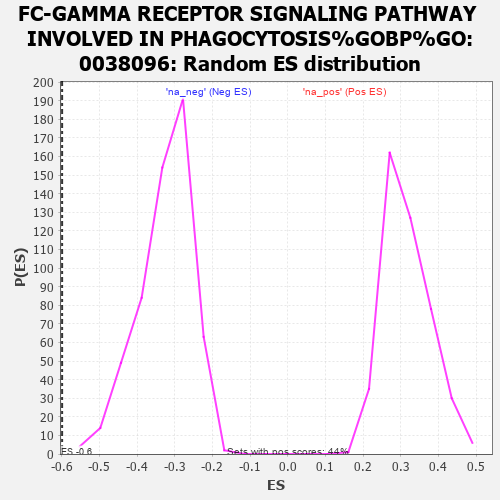 FC-GAMMA RECEPTOR SIGNALING PATHWAY
INVOLVED IN PHAGOCYTOSIS%GOBP%GO:
0038096: Random ES distribution
'na_neg' (Neg ES) 'na_pos' (Pos ES)
P(ES)
200
190
180
170
160
150
140
130
120
110
100
90
80
70
60
50
40
30
20
10
0
ES -0.6 Sets with pos scores: 44%
-0.6 -0.5 -0.4 -0.3 -0.2 -0.1 0.0 0.1 0.2 0.3 0.4 0.5
ES